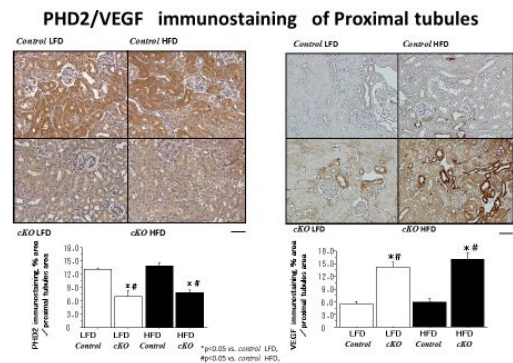 PHD2/VEGF immunostaining of Proximal tubules
Control LFD
Control HFD
Control LFD
Control HFD
cKO LFD
cKO HFD
cKO LFD
cKO HFD
PHD2 immunostaining, % area
/ proximal tubules area
18.0
15.0
12.0
9.0
6.0
3.0
0
*#
*#
LFD
LFD
HFD
HFD
Control
cKO
Control
cKO
VEGF immunostaining, % area
/ proximal tubules area
18.0
15.0
12.0
9.0
6.0
3.0
0
*#
*#
LFD
LFD
HFD
HFD
Control
cKO
Control
cKO
*p<0.05 vs. control LFD,
#p<0.05 vs. control HFD,